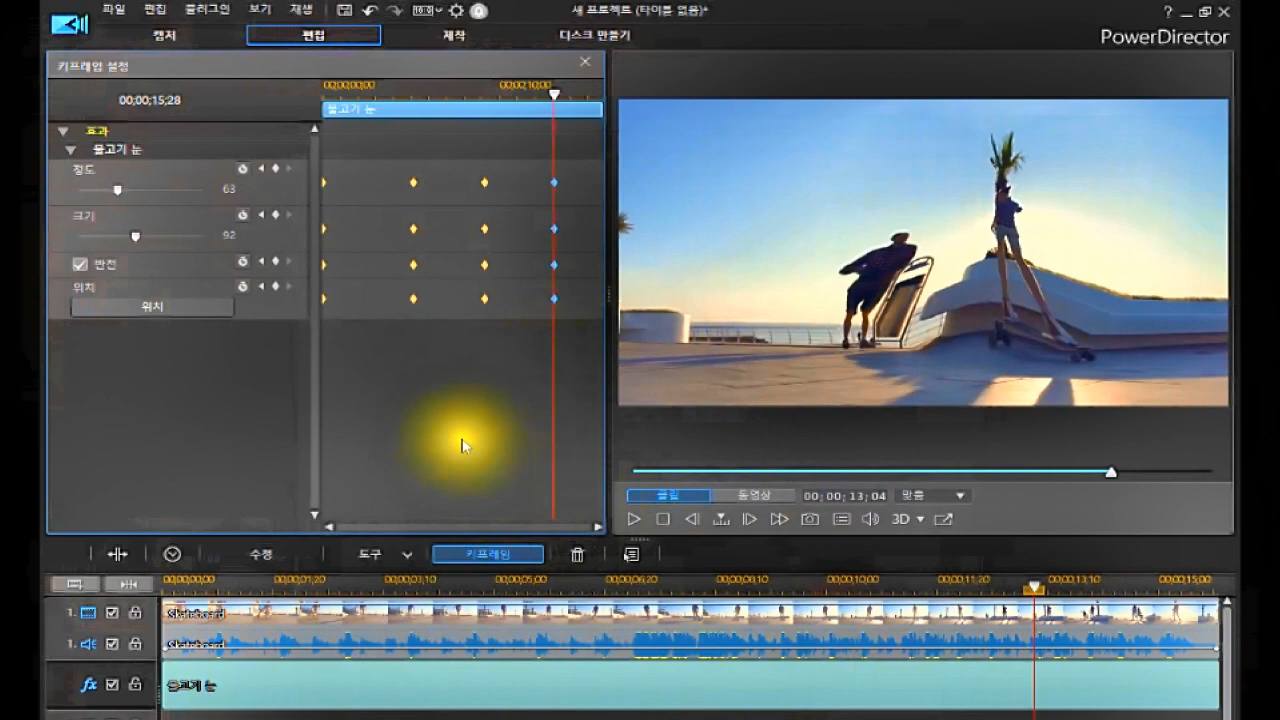 파일 편집 플러그인 보기 재생 새 프로젝트 (타이틀 없음)*
캡처 편집 제작 디스크 만들기 PowerDirector
키프레임 설정
00;00;00;00 00;00;10;00
00;00;15;28
물고기 눈
효과
물고기 눈
정도
63
크기
92
반전
위치
위치
클립 동영상 00; 00; 13; 04 맞춤
3D
수정 도구 키프레임
00;00;00;00 00;00;01;20 00;00;03;10 00;00;05;00 00;00;06;20 00;00;08;10 00;00;10;00 00;00;11;20 00;00;13;10 00;00;15;00
1. Skateboard
1. Skateboard
fx 물고기 눈